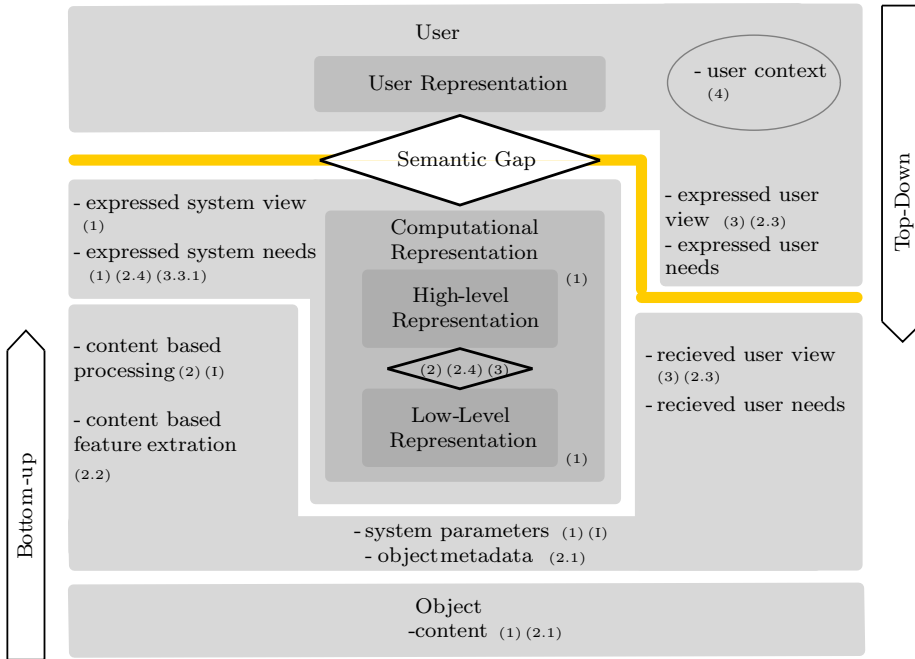 User
User Representation
- user context
(4)
Semantic Gap
- expressed system view
(1)
- expressed system needs
(1) (2.4) (3.3.1)
Computational
Representation
High-level
Representation
(1)
(2) (2.4) (3)
Low-Level
Representation
(1)
- expressed user
view (3) (2.3)
- expressed user
needs
Top-Down
- content based
processing (2) (I)
- content based
feature extration
(2.2)
- recieved user view
(3) (2.3)
- recieved user needs
Bottom-up
- system parameters (1) (I)
- object metadata (2.1)
Object
-content (1) (2.1)